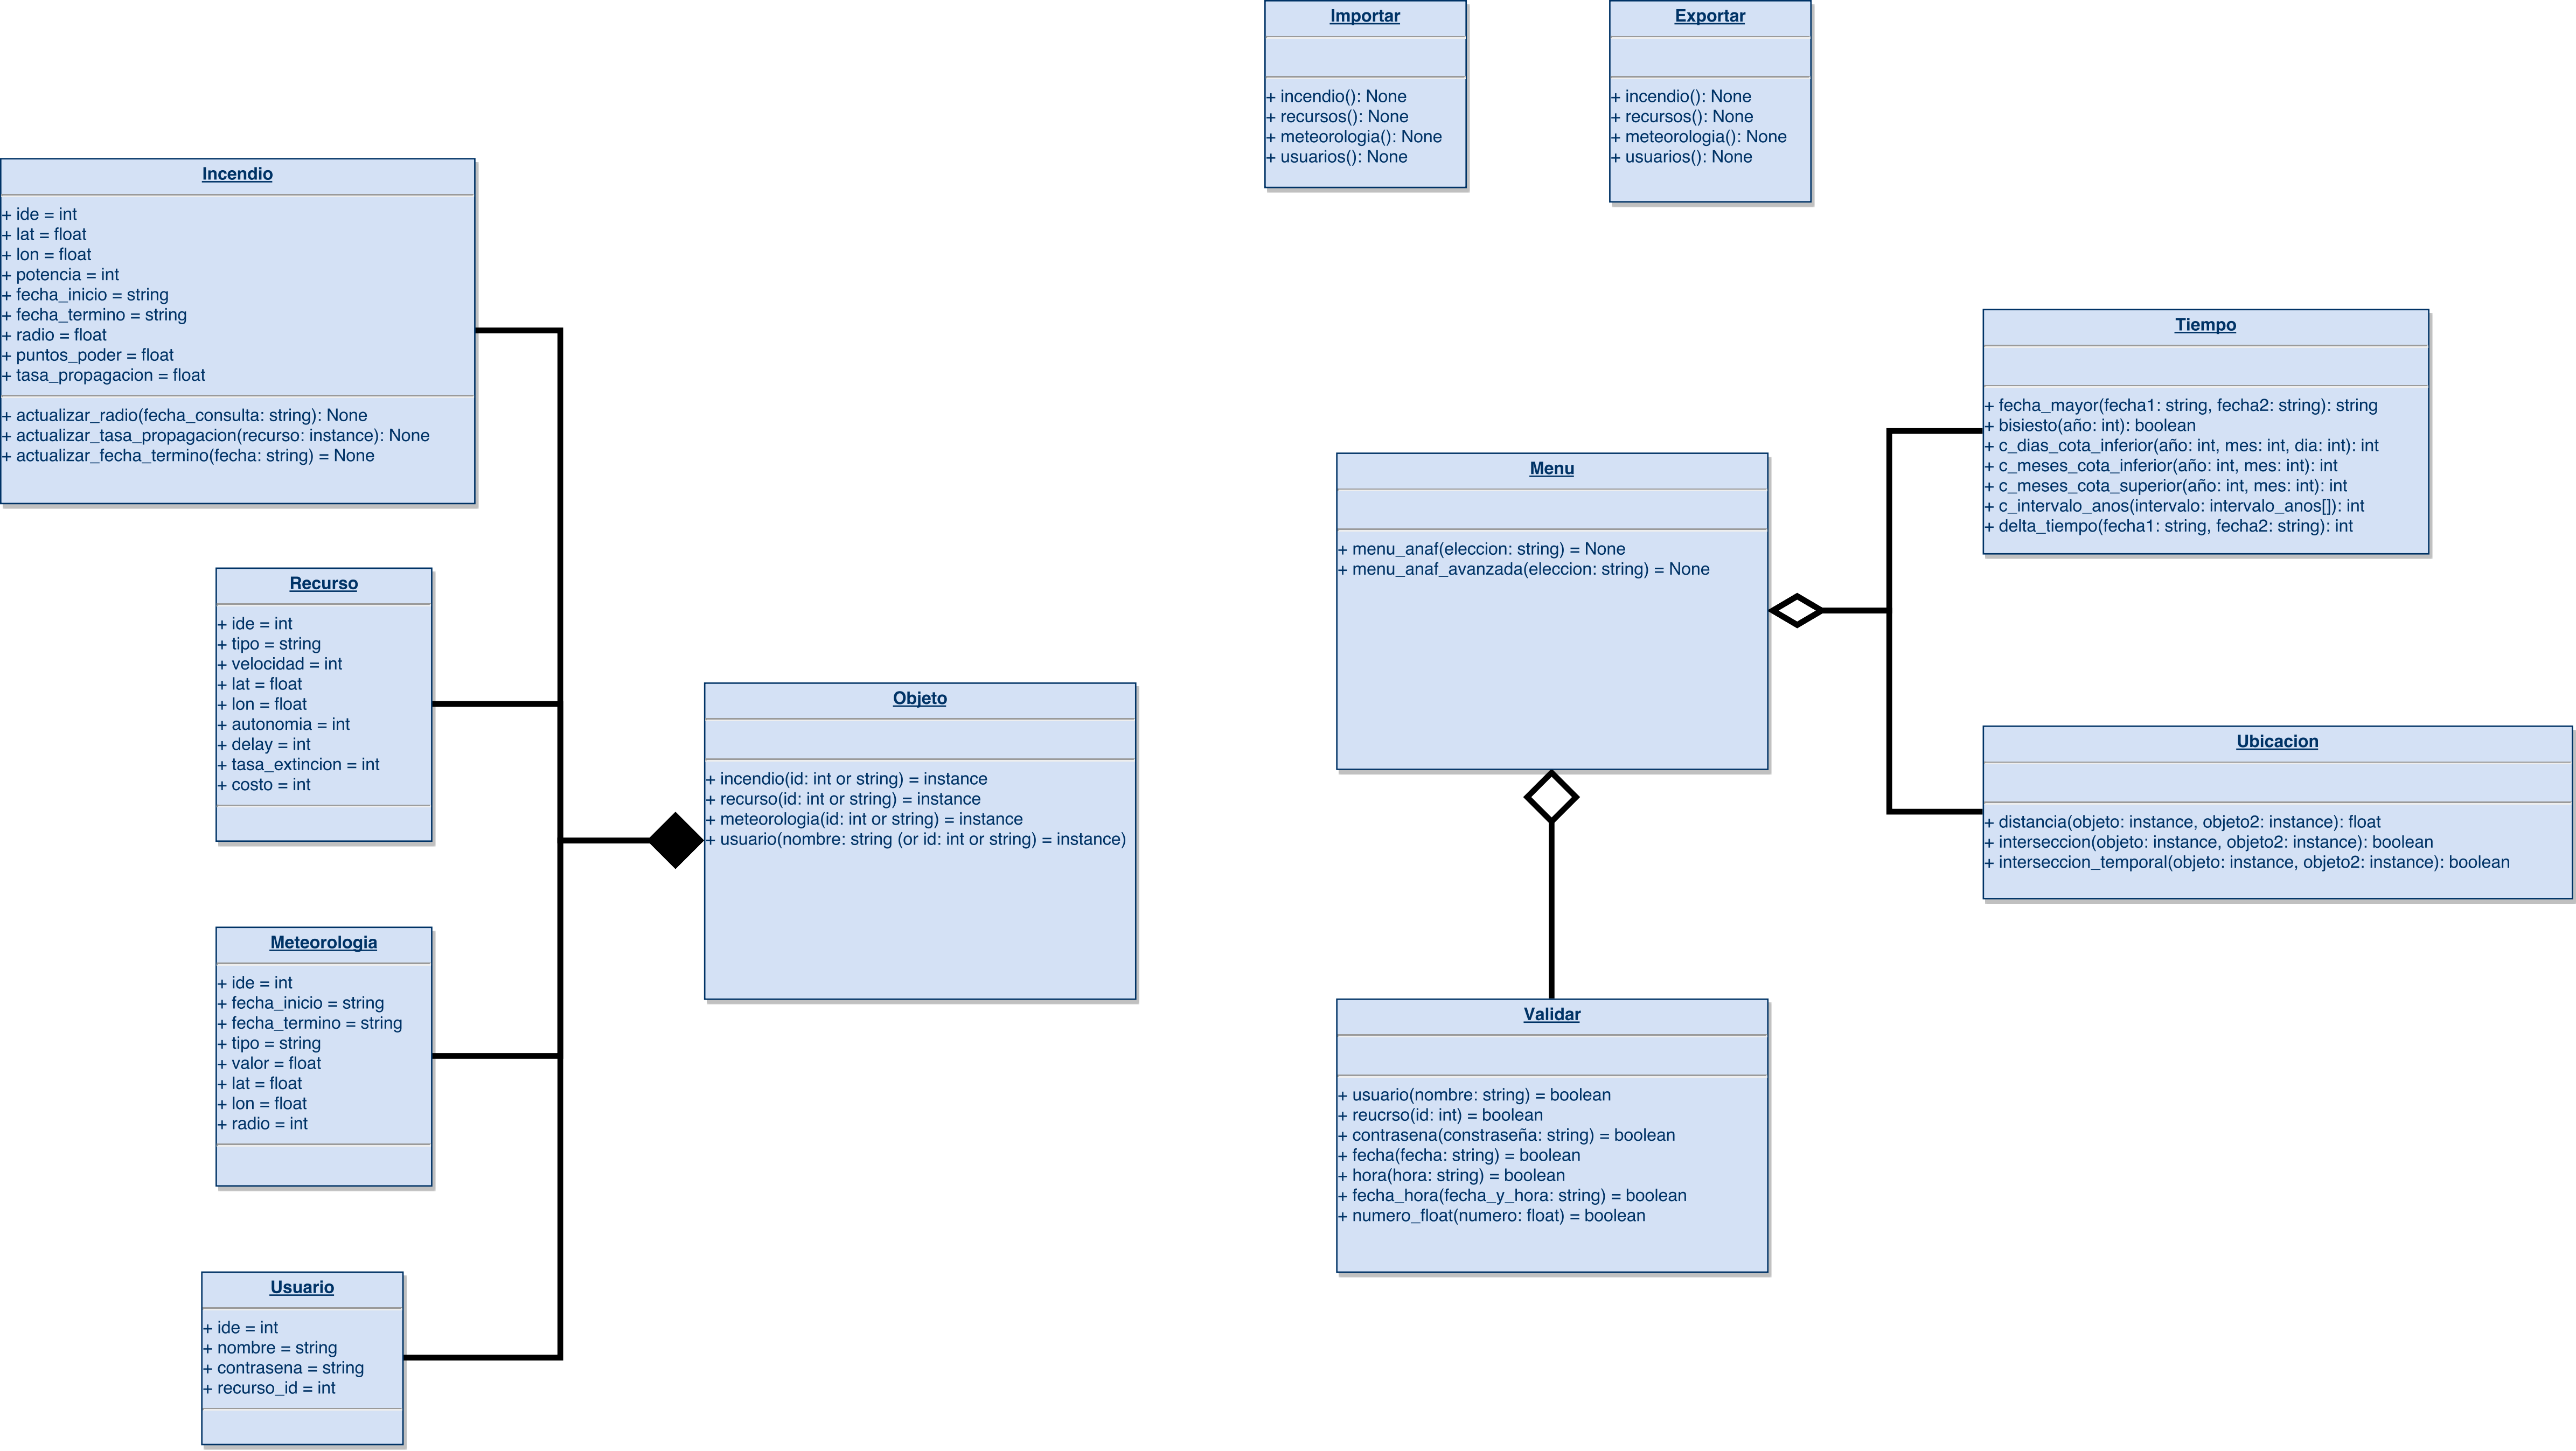 Importar
+ incendio(): None
+ recursos(): None
+ meteorologia(): None
+ usuarios(): None
Exportar
+ incendio(): None
+ recursos(): None
+ meteorologia(): None
+ usuarios(): None
Incendio
+ ide = int
+ lat = float
+ lon = float
+ potencia = int
+ fecha_inicio = string
+ fecha_termino = string
+ radio = float
+ puntos_poder = float
+ tasa_propagacion = float
+ actualizar_radio(fecha_consulta: string): None
+ actualizar_tasa_propagacion(recurso: instance): None
+ actualizar_fecha_termino(fecha: string) = None
Recurso
+ ide = int
+ tipo = string
+ velocidad = int
+ lat = float
+ lon = float
+ autonomia = int
+ delay = int
+ tasa_extincion = int
+ costo = int
Meteorologia
+ ide = int
+ fecha_inicio = string
+ fecha_termino = string
+ tipo = string
+ valor = float
+ lat = float
+ lon = float
+ radio = int
Usuario
+ ide = int
+ nombre = string
+ contrasena = string
+ recurso_id = int
Objeto
+ incendio(id: int or string) = instance
+ recurso(id: int or string) = instance
+ meteorologia(id: int or string) = instance
+ usuario(nombre: string (or id: int or string) = instance)
Menu
+ menu_anaf(eleccion: string) = None
+ menu_anaf_avanzada(eleccion: string) = None
Validar
+ usuario(nombre: string) = boolean
+ reucrso(id: int) = boolean
+ contrasena(constraseña: string) = boolean
+ fecha(fecha: string) = boolean
+ hora(hora: string) = boolean
+ fecha_hora(fecha_y_hora: string) = boolean
+ numero_float(numero: float) = boolean
Tiempo
+ fecha_mayor(fecha1: string, fecha2: string): string
+ bisiesto(año: int): boolean
+ c_dias_cota_inferior(año: int, mes: int, dia: int): int
+ c_meses_cota_inferior(año: int, mes: int): int
+ c_meses_cota_superior(año: int, mes: int): int
+ c_intervalo_anos(intervalo: intervalo_anos[]): int
+ delta_tiempo(fecha1: string, fecha2: string): int
Ubicacion
+ distancia(objeto: instance, objeto2: instance): float
+ interseccion(objeto: instance, objeto2: instance): boolean
+ interseccion_temporal(objeto: instance, objeto2: instance): boolean